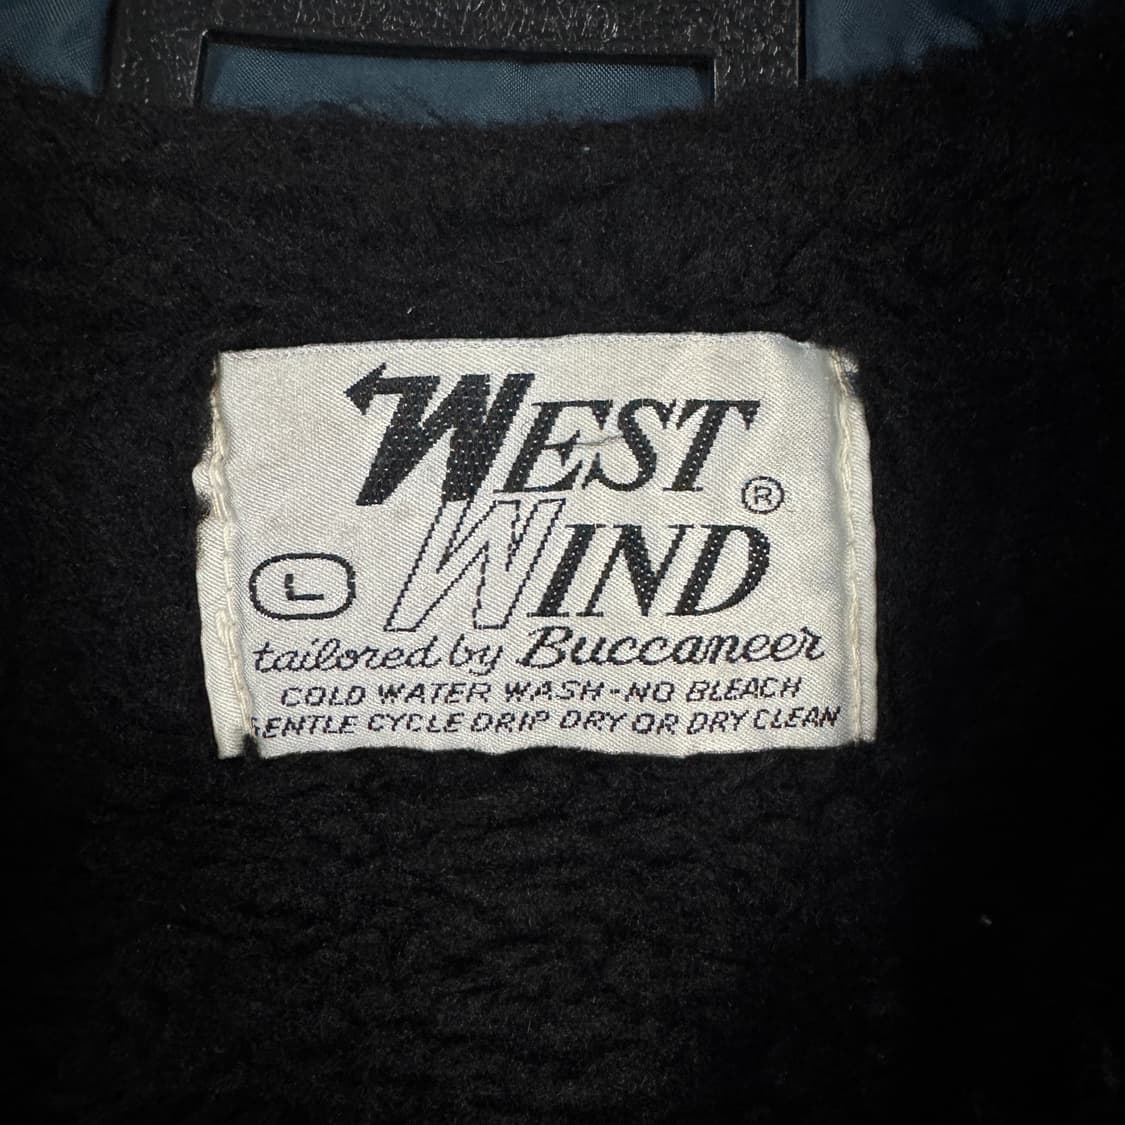 WEST
WIND ®
L
tailored by Buccaneer
COLD WATER WASH-NO BLEACH
GENTLE CYCLE DRIP DRY OR DRY CLEAN